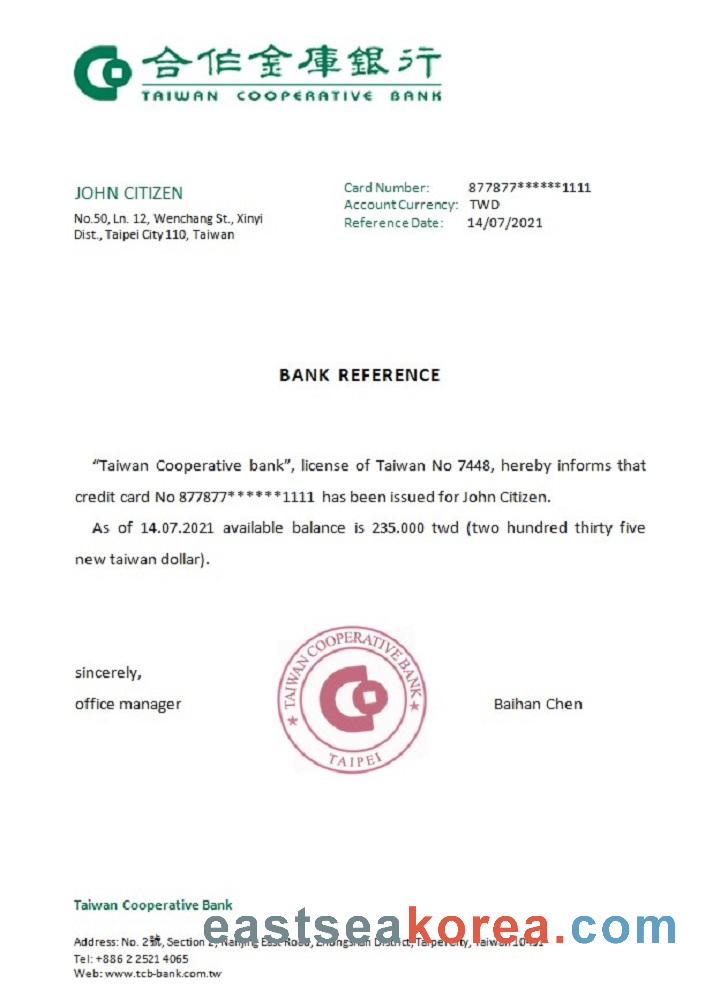 合作金庫銀行
TAIWAN COOPERATIVE BANK
JOHN CITIZEN
No.50, Ln. 12, Wenchang St., Xinyi
Dist., Taipei City 110, Taiwan
Card Number: 877877******1111
Account Currency: TWD
Reference Date: 14/07/2021
BANK REFERENCE
“Taiwan Cooperative bank”, license of Taiwan No 7448, hereby informs that
credit card No 877877******1111 has been issued for John Citizen.
As of 14.07.2021 available balance is 235.000 twd (two hundred thirty five
new taiwan dollar).
sincerely,
office manager
TAIWAN COOPERATIVE BANK
TAIPEI
Baihan Chen
Taiwan Cooperative Bank
eastseakorea.com
Address: No. 2號, Section 2, Nanjing East Road, Zhongshan District, Taipei City, Taiwan 10491
Tel: +886 2 2521 4065
Web: www.tcb-bank.com.tw